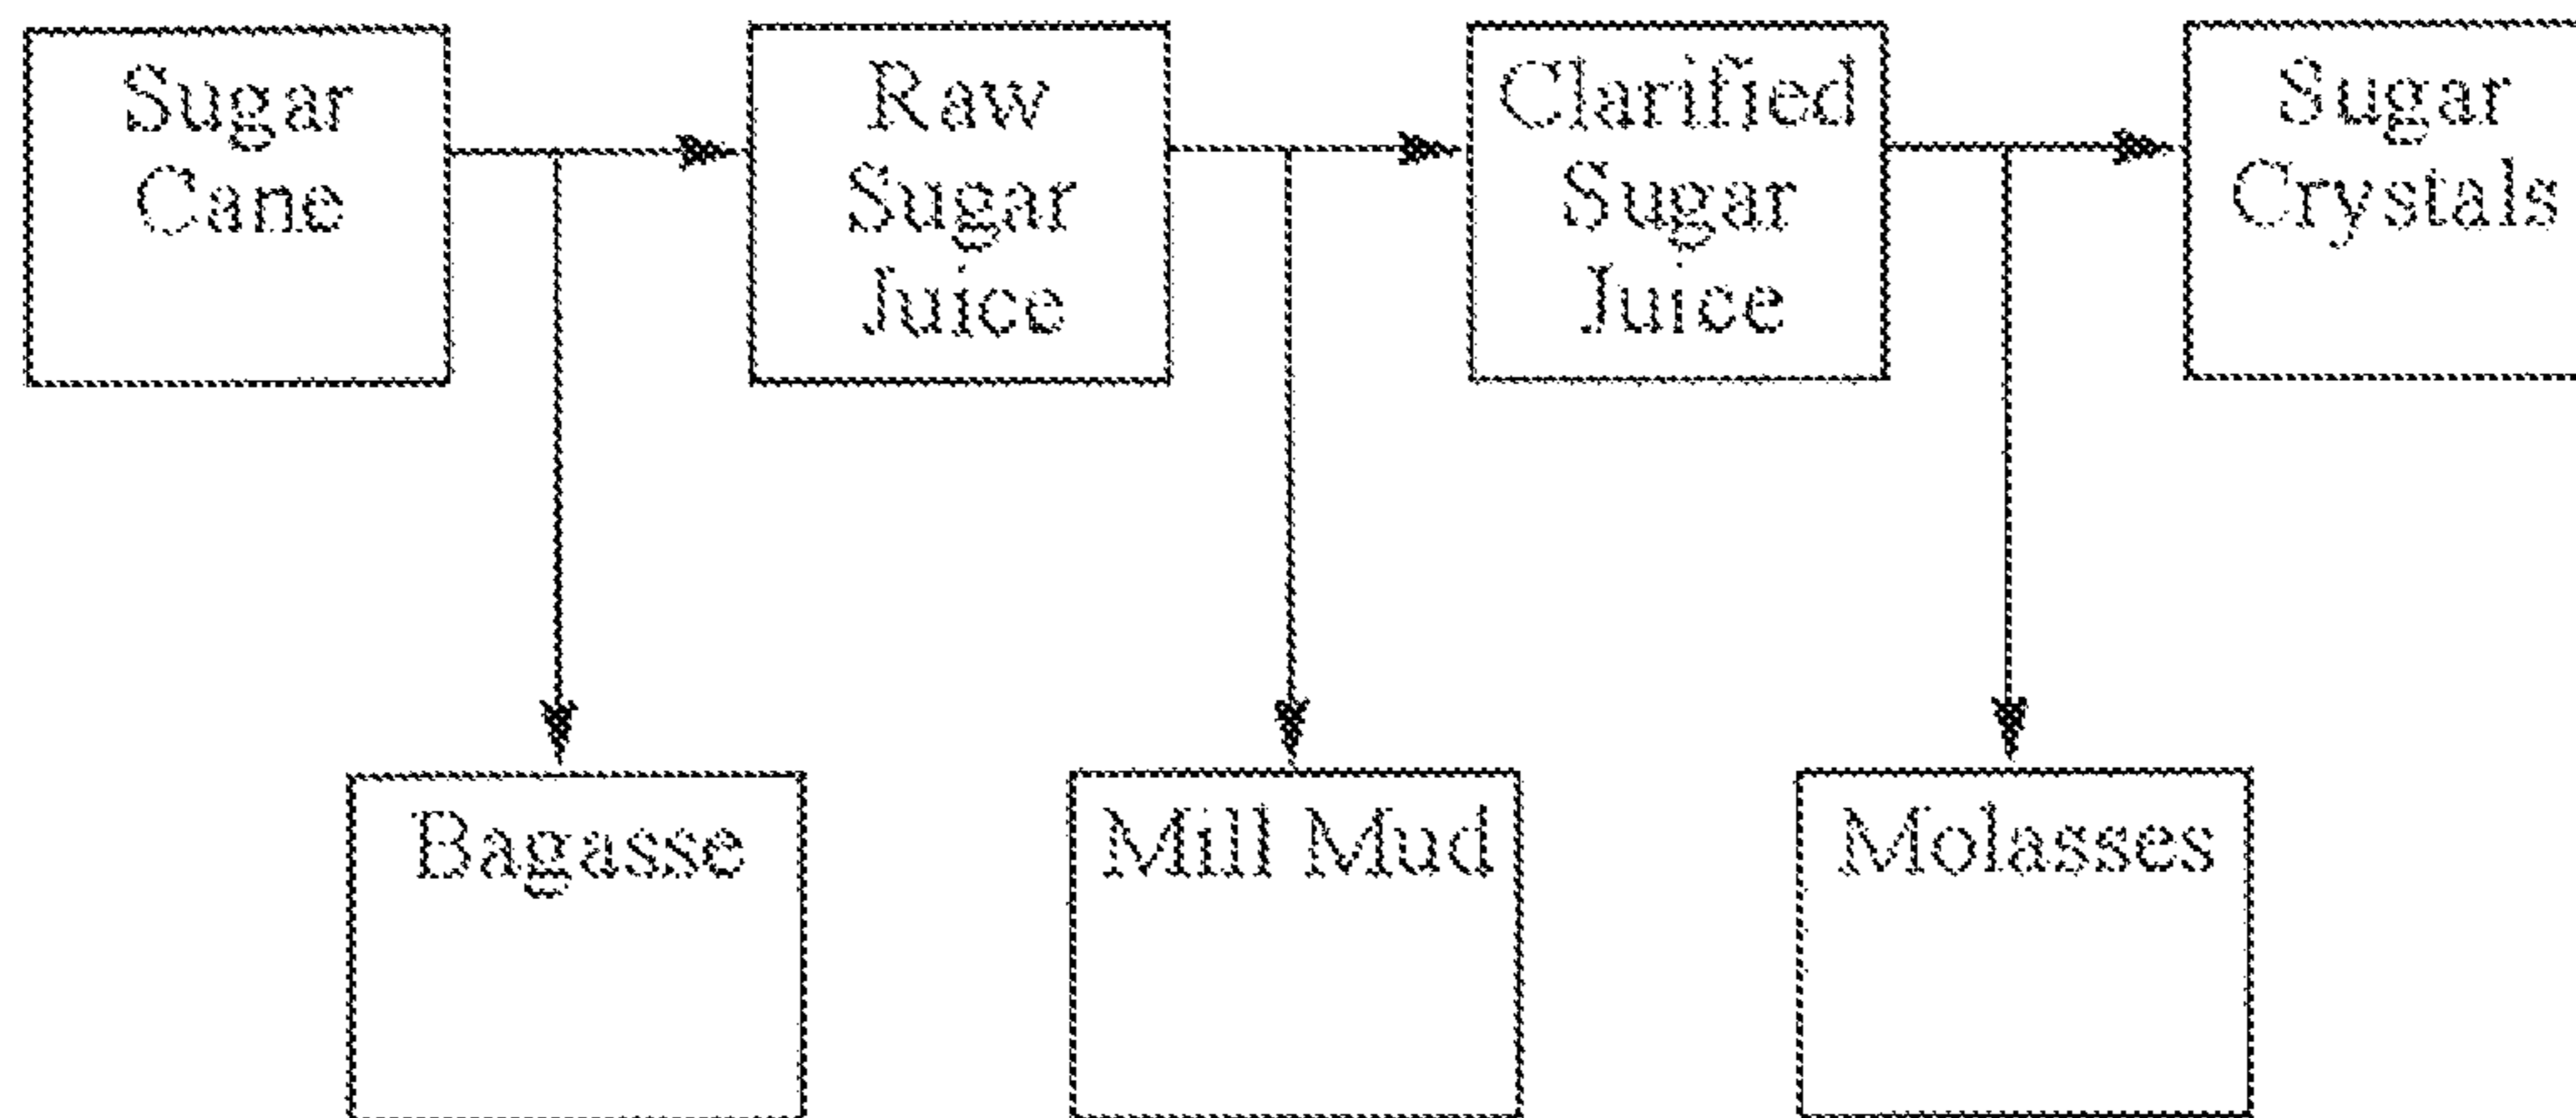 Sugar
Cane
Raw
Sugar
Juice
Clarified
Sugar
Juice
Sugar
Crystals
Bagasse
Mill Mud
Molasses